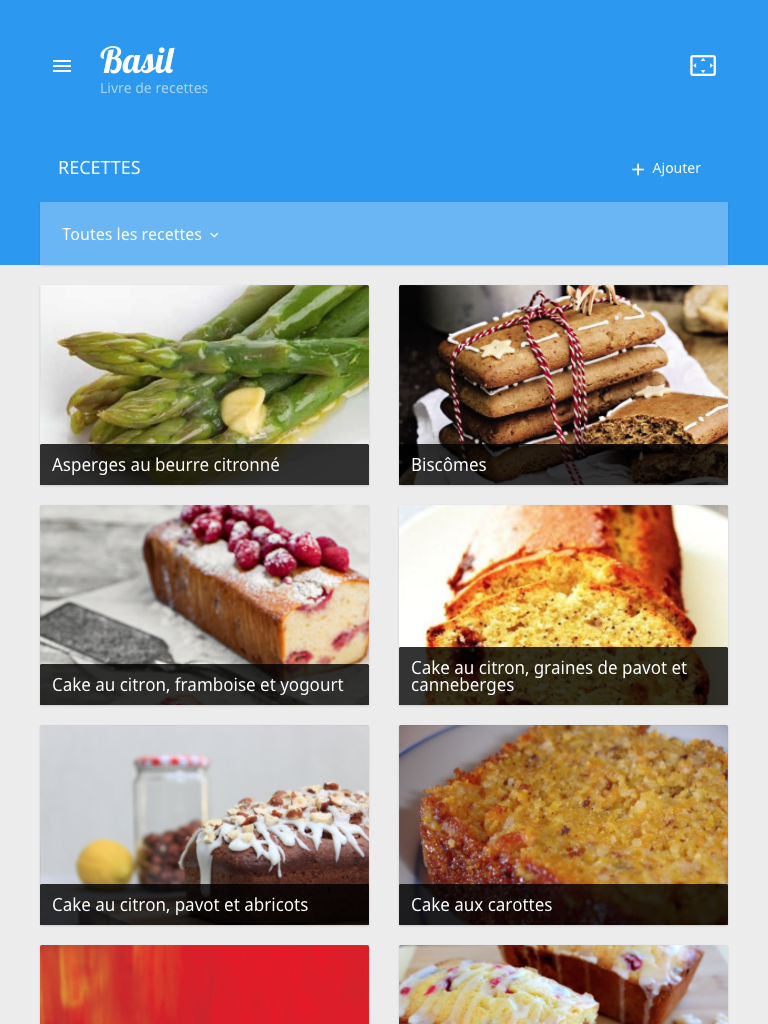 Basil
Livre de recettes
RECETTES
Ajouter
Toutes les recettes
Asperges au beurre citronné
Biscômes
Cake au citron, framboise et yogourt
Cake au citron, graines de pavot et
canneberges
Cake au citron, pavot et abricots
Cake aux carottes